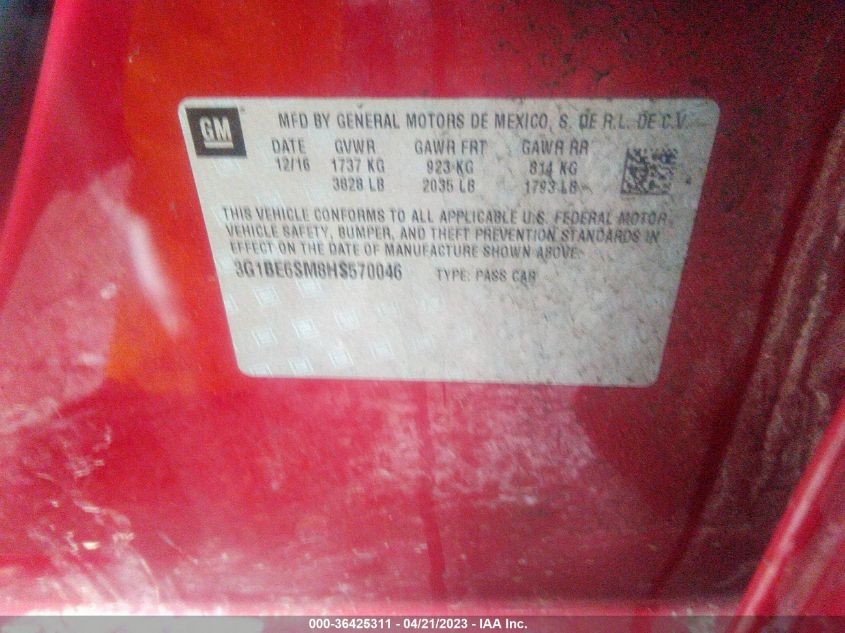 GM
MFD BY GENERAL MOTORS DE MEXICO, S. DE R.L. DE C.V.
DATE GVWR GAWR FRT GAWR RR
12/16 1737 KG 923 KG 814 KG
3828 LB 2035 LB 1793 LB
THIS VEHICLE CONFORMS TO ALL APPLICABLE U.S. FEDERAL MOTOR
VEHICLE SAFETY, BUMPER, AND THEFT PREVENTION STANDARDS IN
EFFECT ON THE DATE OF MANUFACTURE SHOWN ABOVE.
3G1BE6SM8HS570046 TYPE: PASS CAR
000-36425311 / 04/21/2023 - IAA Inc.